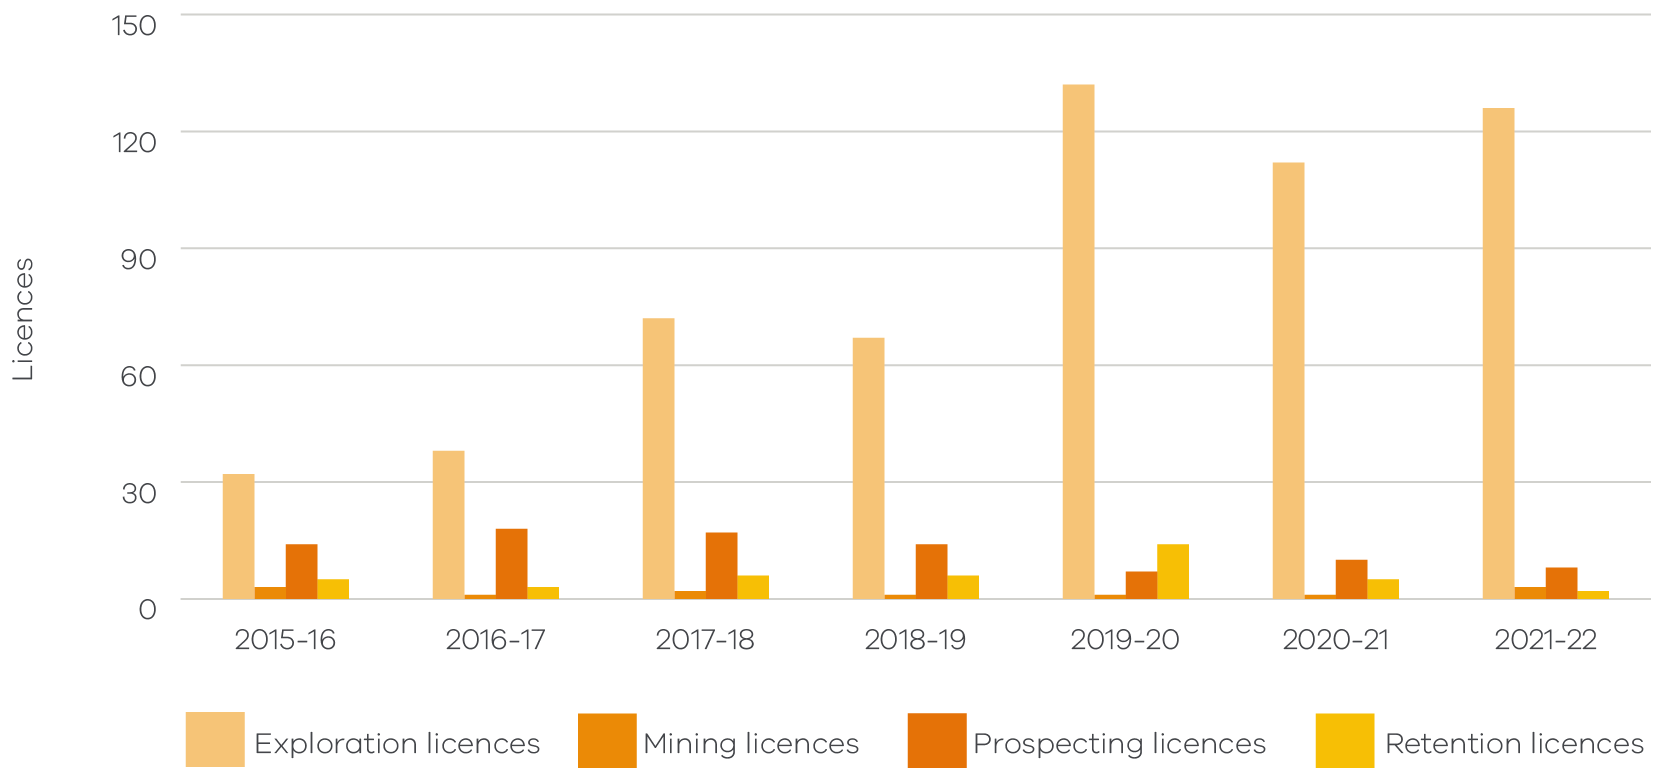 150
120
90
60
30
0
Licences
2015-16 2016-17 2017-18 2018-19 2019-20 2020-21 2021-22
Exploration licences Mining licences Prospecting licences Retention licences